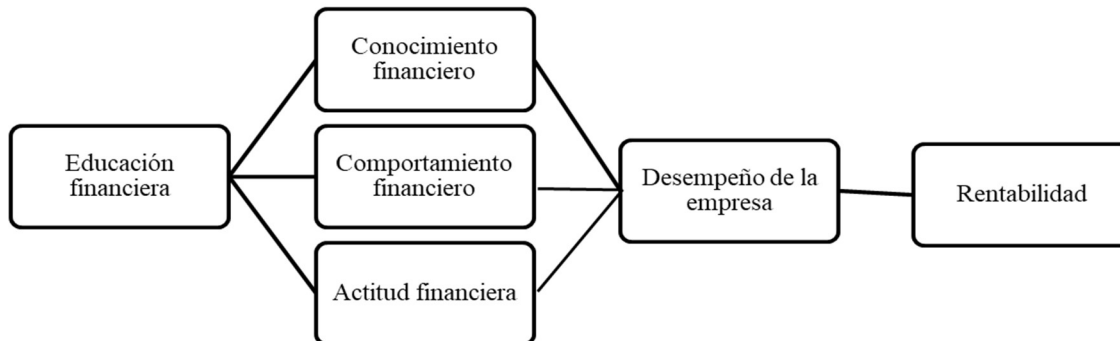 Educación
financiera
Conocimiento
financiero
Comportamiento
financiero
Actitud financiera
Desempeño de la
empresa
Rentabilidad